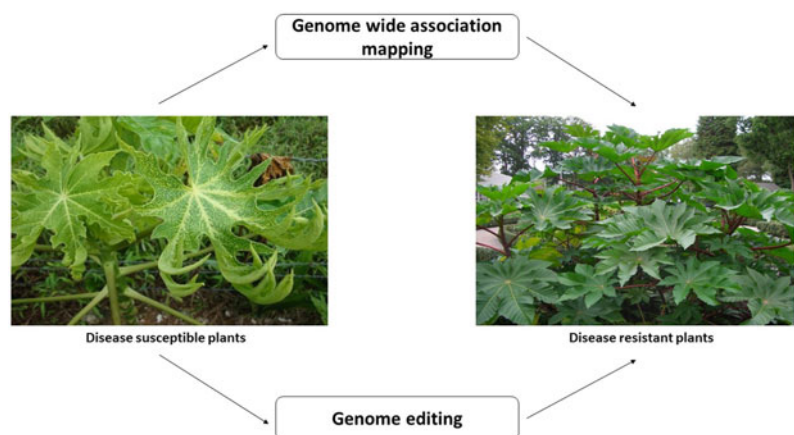 Genome wide association
mapping
Disease susceptible plants
Disease resistant plants
Genome editing